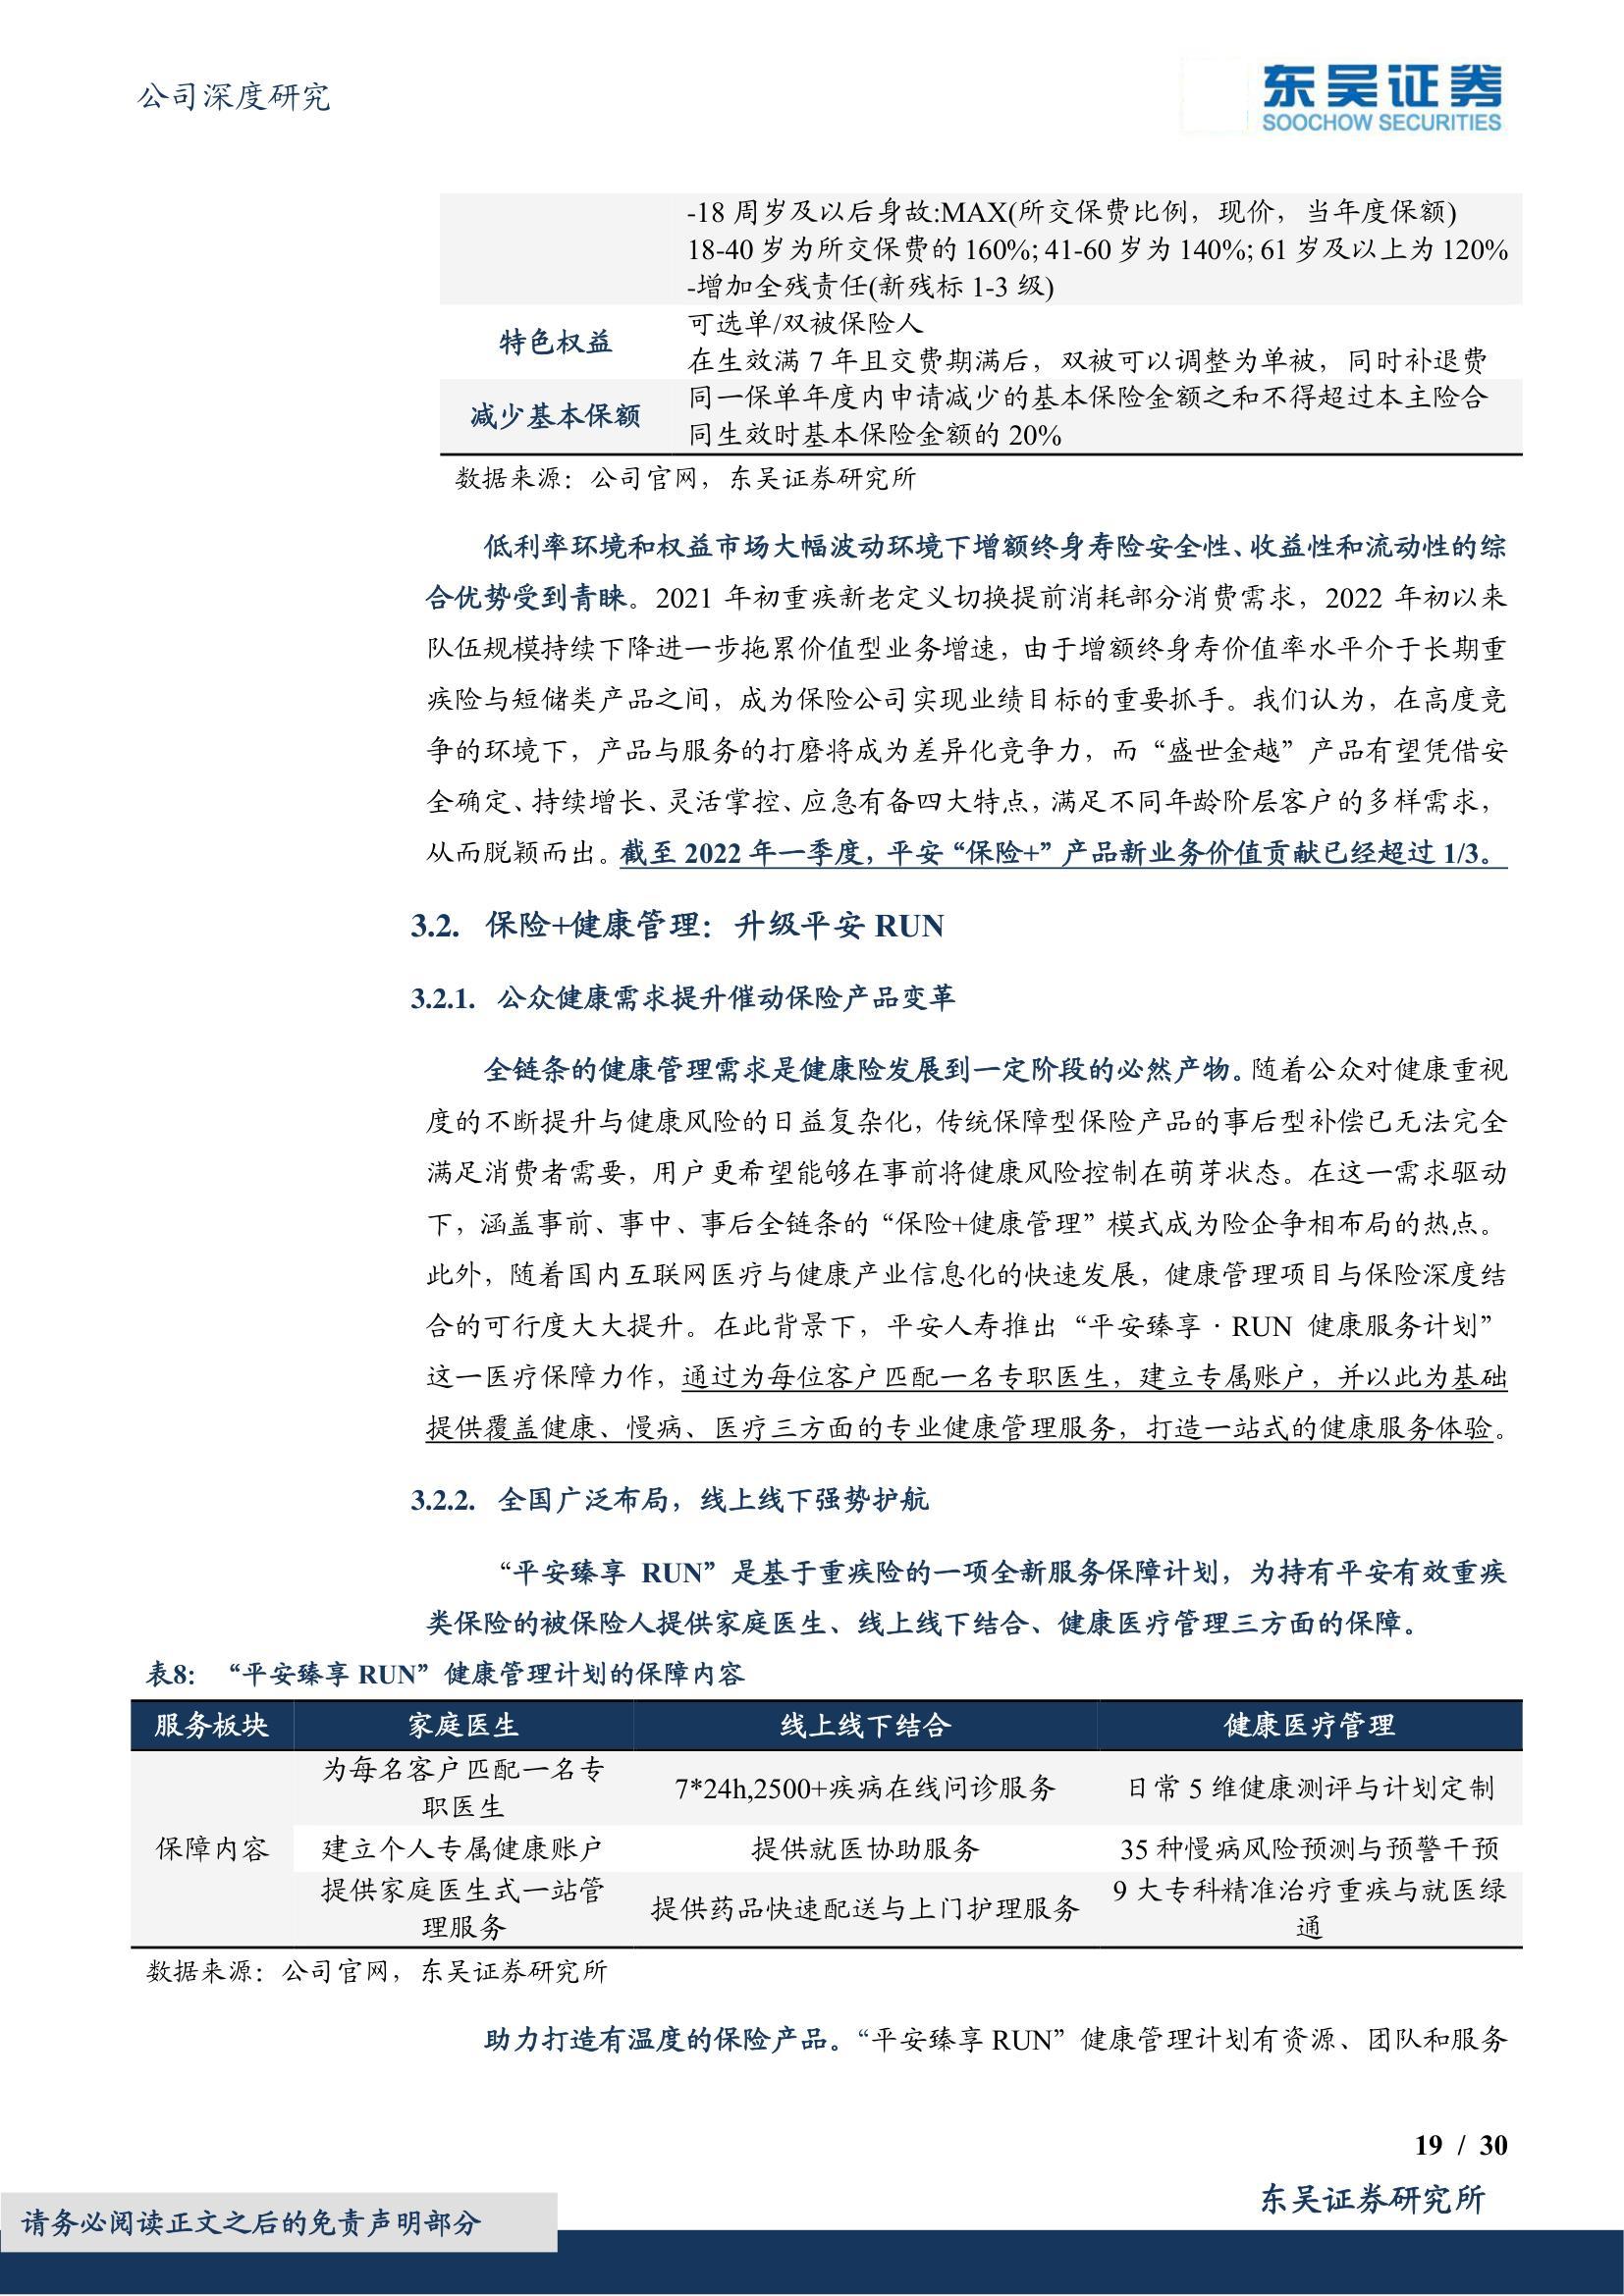 公司深度研究
东吴证券
SOOCHOW SECURITIES
-18 周岁及以后身故:MAX(所交保费比例，现价，当年度保额)
18-40 岁为所交保费的 160%; 41-60 岁为 140%; 61 岁及以上为 120%
-增加全残责任(新残标 1-3 级)
特色权益
可选单/双被保险人
在生效满 7 年且交费期满后，双被可以调整为单被，同时补退费
减少基本保额
同一保单年度内申请减少的基本保险金额之和不得超过本主险合
同生效时基本保险金额的 20%
数据来源：公司官网，东吴证券研究所
低利率环境和权益市场大幅波动环境下增额终身寿险安全性、收益性和流动性的综
合优势受到青睐。2021 年初重疾新老定义切换提前消耗部分消费需求，2022 年初以来
队伍规模持续下降进一步拖累价值型业务增速，由于增额终身寿价值率水平介于长期重
疾险与短储类产品之间，成为保险公司实现业绩目标的重要抓手。我们认为，在高度竞
争的环境下，产品与服务的打磨将成为差异化竞争力，而“盛世金越”产品有望凭借安
全确定、持续增长、灵活掌控、应急有备四大特点，满足不同年龄阶层客户的多样需求，
从而脱颖而出。截至 2022 年一季度，平安“保险+”产品新业务价值贡献已经超过 1/3。
3.2. 保险+健康管理：升级平安 RUN
3.2.1. 公众健康需求提升催动保险产品变革
全链条的健康管理需求是健康险发展到一定阶段的必然产物。随着公众对健康重视
度的不断提升与健康风险的日益复杂化，传统保障型保险产品的事后型补偿已无法完全
满足消费者需要，用户更希望能够在事前将健康风险控制在萌芽状态。在这一需求驱动
下，涵盖事前、事中、事后全链条的“保险+健康管理”模式成为险企争相布局的热点。
此外，随着国内互联网医疗与健康产业信息化的快速发展，健康管理项目与保险深度结
合的可行度大大提升。在此背景下，平安人寿推出“平安臻享·RUN 健康服务计划”
这一医疗保障力作，通过为每位客户匹配一名专职医生，建立专属账户，并以此为基础
提供覆盖健康、慢病、医疗三方面的专业健康管理服务，打造一站式的健康服务体验。
3.2.2. 全国广泛布局，线上线下强势护航
“平安臻享 RUN”是基于重疾险的一项全新服务保障计划，为持有平安有效重疾
类保险的被保险人提供家庭医生、线上线下结合、健康医疗管理三方面的保障。
表8： “平安臻享 RUN”健康管理计划的保障内容
服务板块 家庭医生 线上线下结合 健康医疗管理
为每名客户匹配一名专
职医生
7*24h,2500+疾病在线问诊服务
日常 5 维健康测评与计划定制
保障内容 建立个人专属健康账户 提供就医协助服务 35 种慢病风险预测与预警干预
提供家庭医生式一站管
理服务
提供药品快速配送与上门护理服务
9 大专科精准治疗重疾与就医绿
通
数据来源：公司官网，东吴证券研究所
助力打造有温度的保险产品。“平安臻享 RUN”健康管理计划有资源、团队和服务
19 / 30
东吴证券研究所
请务必阅读正文之后的免责声明部分